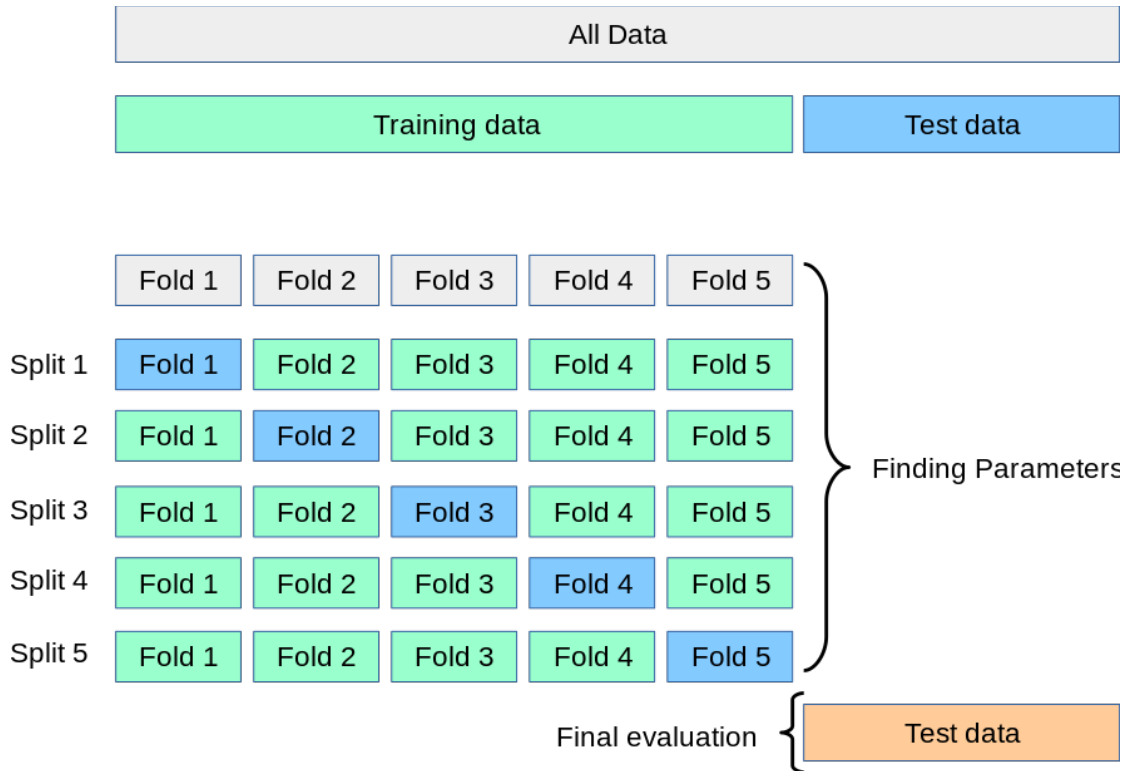 All Data
Training data Test data
Fold 1 Fold 2 Fold 3 Fold 4 Fold 5
Split 1 Fold 1 Fold 2 Fold 3 Fold 4 Fold 5
Split 2 Fold 1 Fold 2 Fold 3 Fold 4 Fold 5
Finding Parameters
Split 3 Fold 1 Fold 2 Fold 3 Fold 4 Fold 5
Split 4 Fold 1 Fold 2 Fold 3 Fold 4 Fold 5
Split 5 Fold 1 Fold 2 Fold 3 Fold 4 Fold 5
Final evaluation Test data